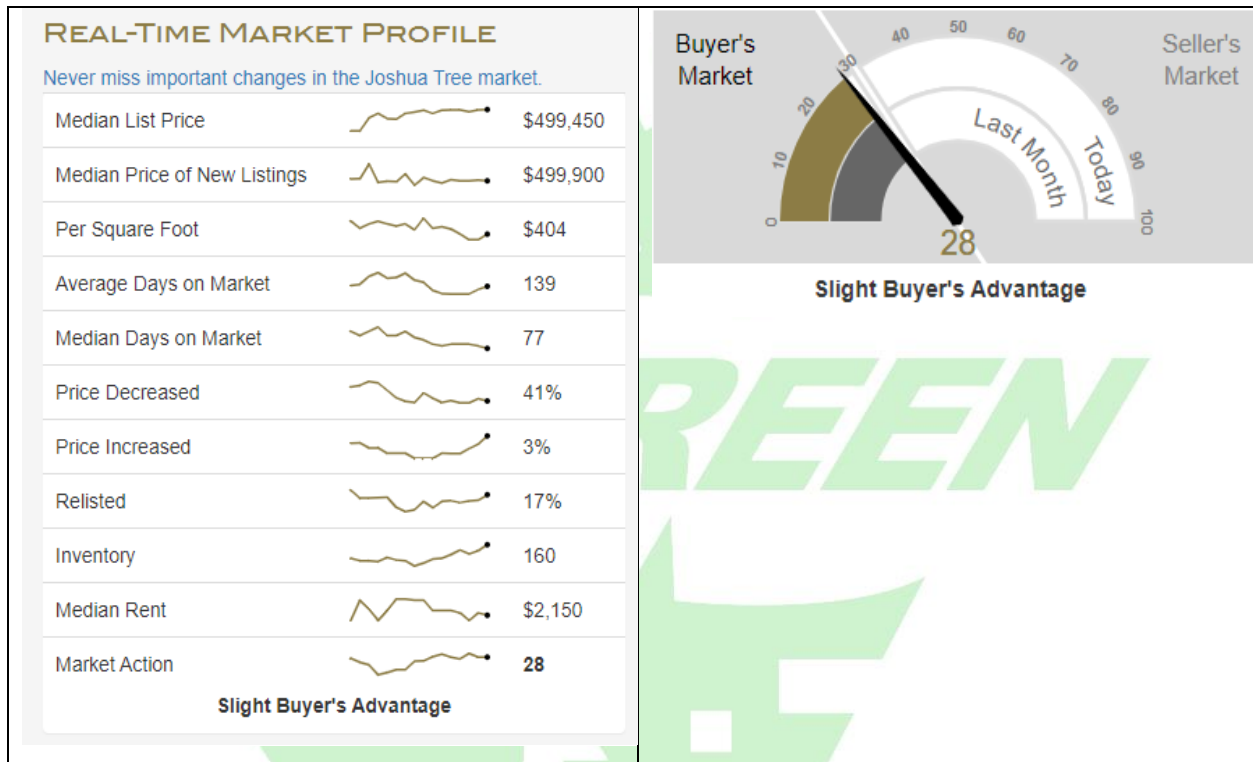 REAL-TIME MARKET PROFILE
Never miss important changes in the Joshua Tree market.
Median List Price $499,450
Median Price of New Listings $499,900
Per Square Foot $404
Average Days on Market 139
Median Days on Market 77
Price Decreased 41%
Price Increased 3%
Relisted 17%
Inventory 160
Median Rent $2,150
Market Action 28
Slight Buyer's Advantage
Buyer's
Market
Seller's
Market
0
10
20
30
40
50
60
70
80
90
100
Last Month
Today
28
Slight Buyer's Advantage
REEN